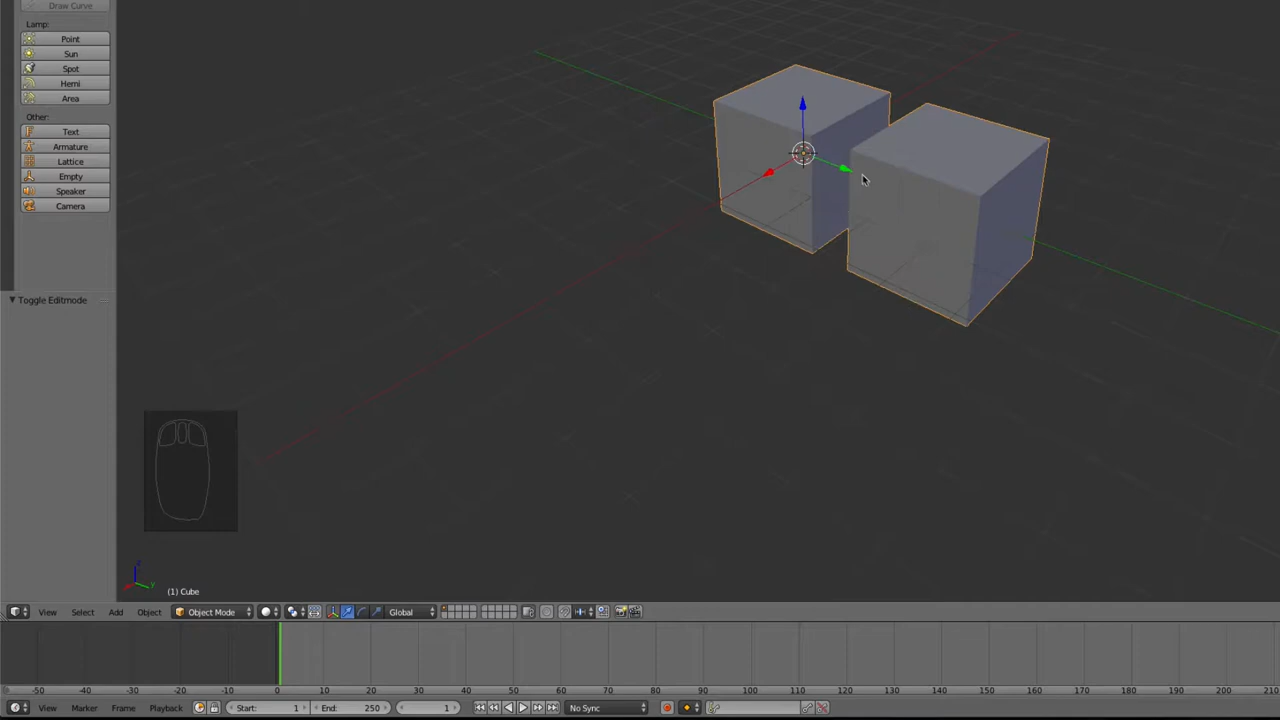 Draw Curve
Lamp:
Point
Sun
Spot
Hemi
Area
Other:
Text
Armature
Lattice
Empty
Speaker
Camera
Toggle Editmode
z
y
(1) Cube
View Select Add Object Object Mode Global
-50 -40 -30 -20 -10 0 10 20 30 40 50 60 70 80 90 100 110 120 130 140 150 160 170 180 190 200 210
View Marker Frame Playback Start: 1 End: 250 1 No Sync